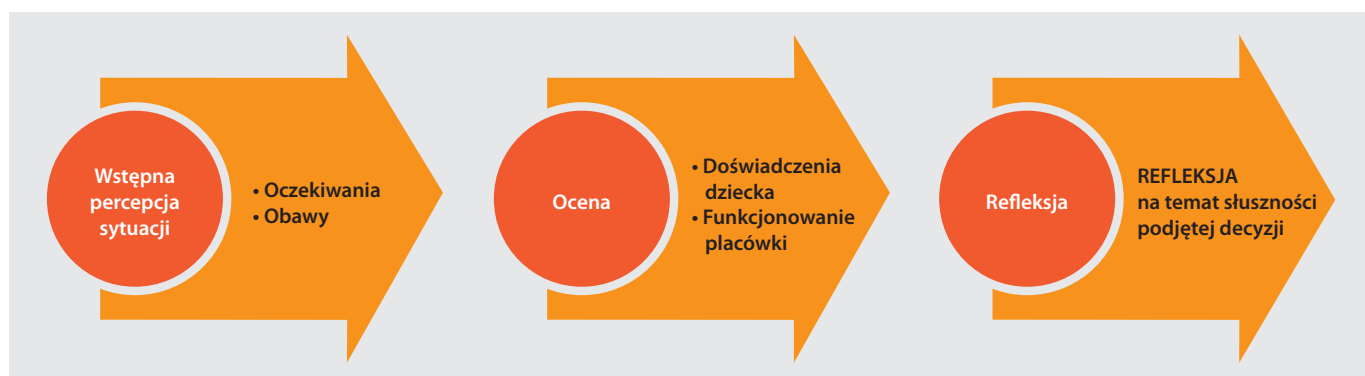 Wstępna
percepcja
sytuacji
• Oczekiwania
• Obawy
Ocena
• Doświadczenia
dziecka
• Funkcjonowanie
placówki
Refleksja
REFLEKSJA
na temat słuszności
podjętej decyzji